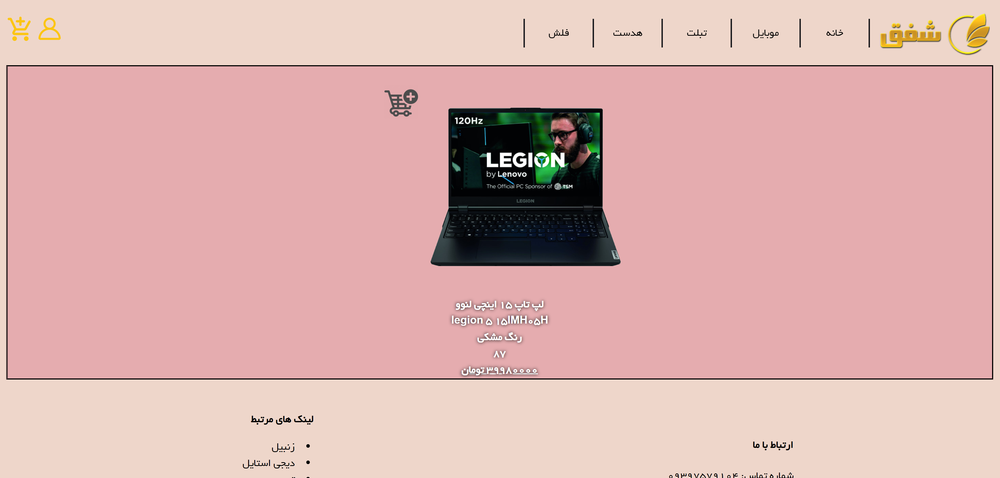 شفق
خانه
موبایل
تبلت
هدست
فلش
120Hz
LEGION
by Lenovo
The Official PC Sponsor of TSM
LEGION
لپ تاپ ۱۵ اینچی لنوو
legion ۵ ۱۵IMH۰۵H
رنگ مشکی
۸۷
۳۹۹۸۰۰۰۰ تومان
ارتباط با ما
شماره تماس: ۰۹۳۹۷۵۷۹۱۰۴
لینک های مرتبط
زنبیل
دیجی استایل